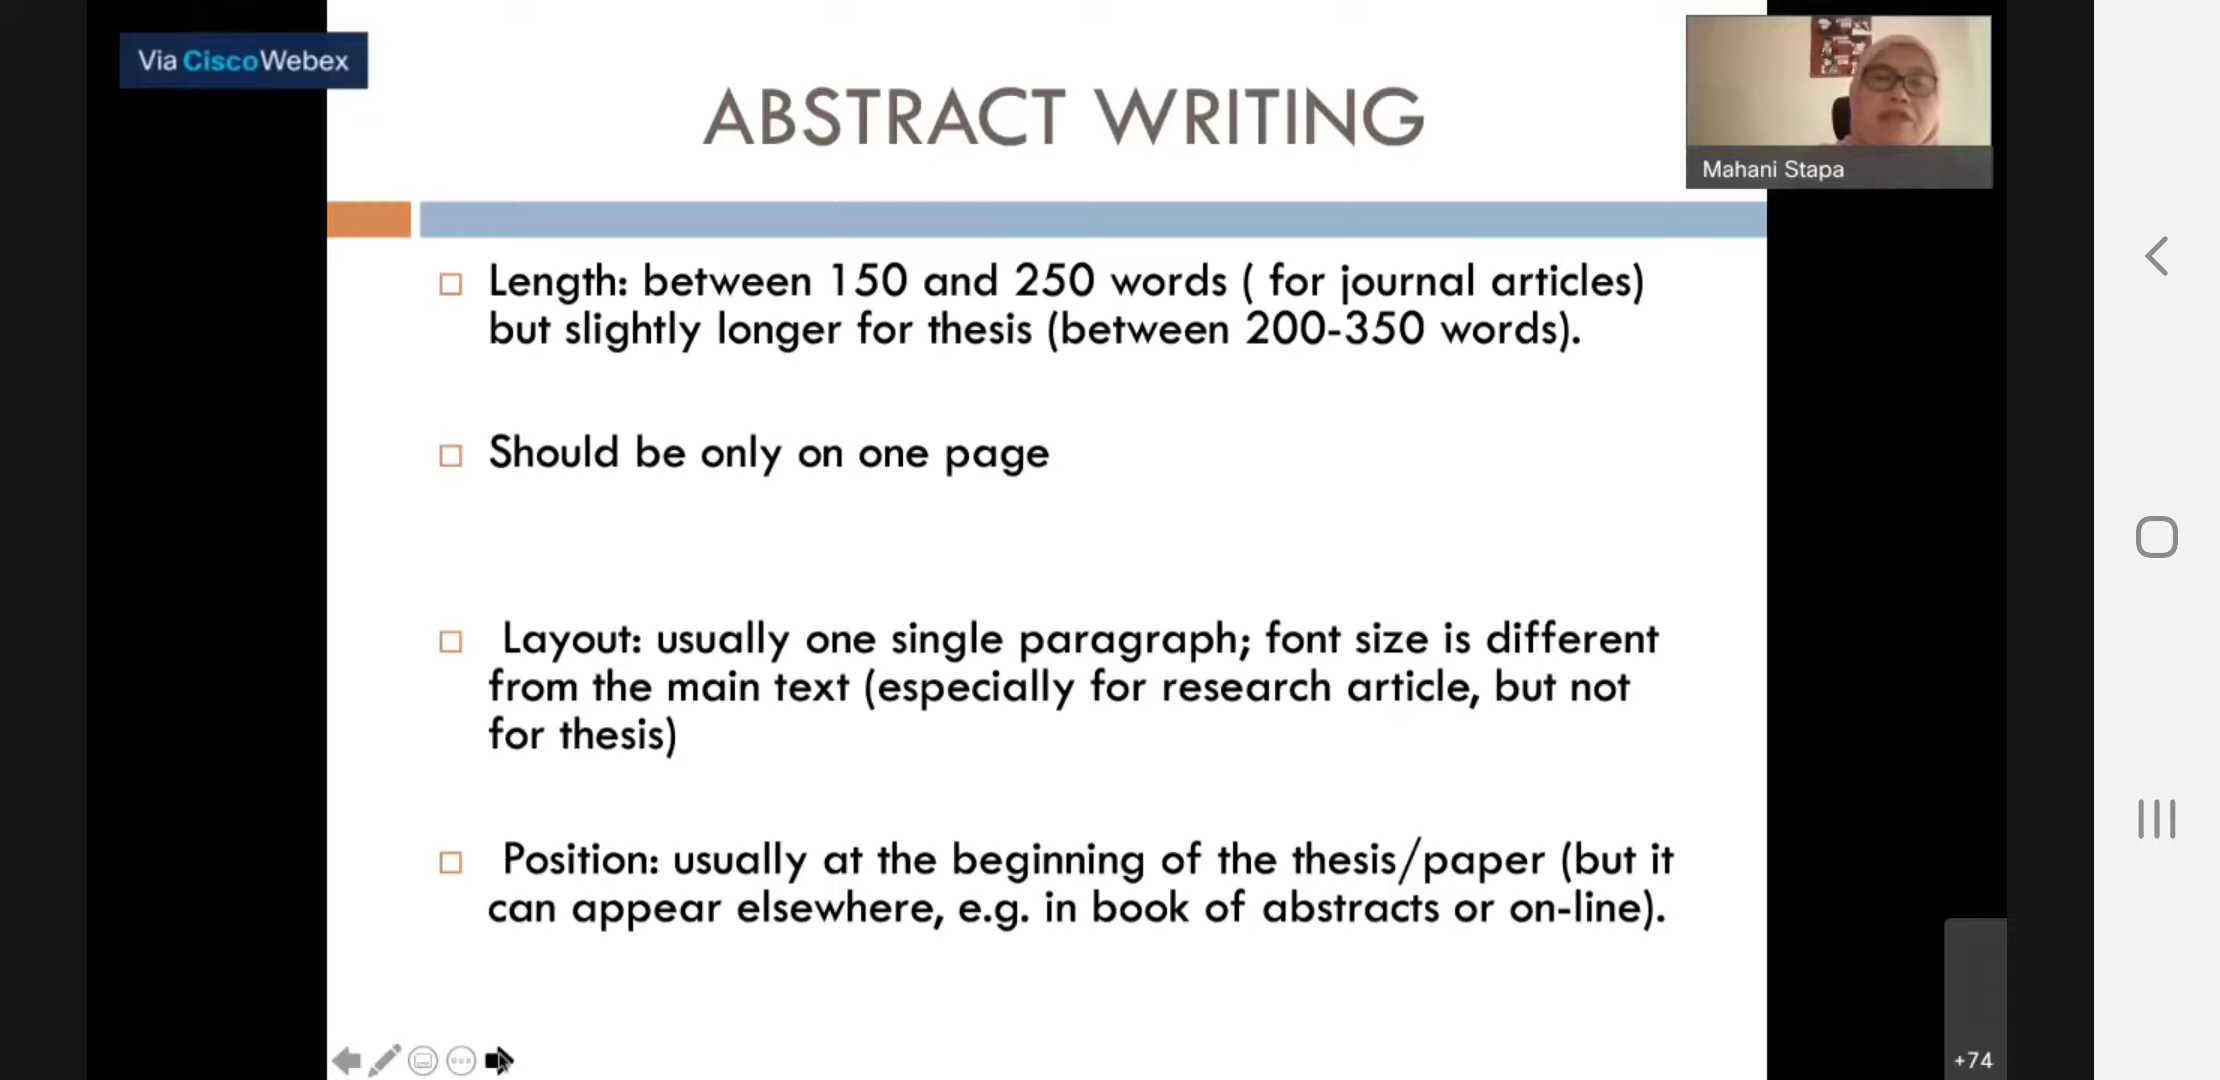 Via CiscoWebex
ABSTRACT WRITING
Mahani Stapa
Length: between 150 and 250 words ( for journal articles)
but slightly longer for thesis (between 200-350 words).
Should be only on one page
Layout: usually one single paragraph; font size is different
from the main text (especially for research article, but not
for thesis)
Position: usually at the beginning of the thesis/paper (but it
can appear elsewhere, e.g. in book of abstracts or on-line).
+74